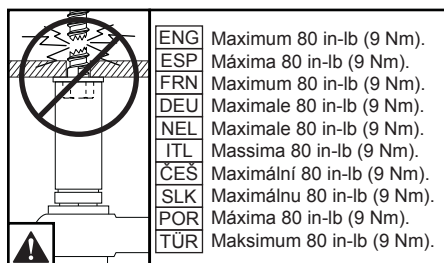 ENG Maximum 80 in-lb (9 Nm).
ESP Máxima 80 in-lb (9 Nm).
FRN Maximum 80 in-lb (9 Nm).
DEU Maximale 80 in-lb (9 Nm).
NEL Maximale 80 in-lb (9 Nm).
ITL Massima 80 in-lb (9 Nm).
ČEŠ Maximální 80 in-lb (9 Nm).
SLK Maximálnu 80 in-lb (9 Nm).
POR Máxima 80 in-lb (9 Nm).
TÜR Maksimum 80 in-lb (9 Nm).